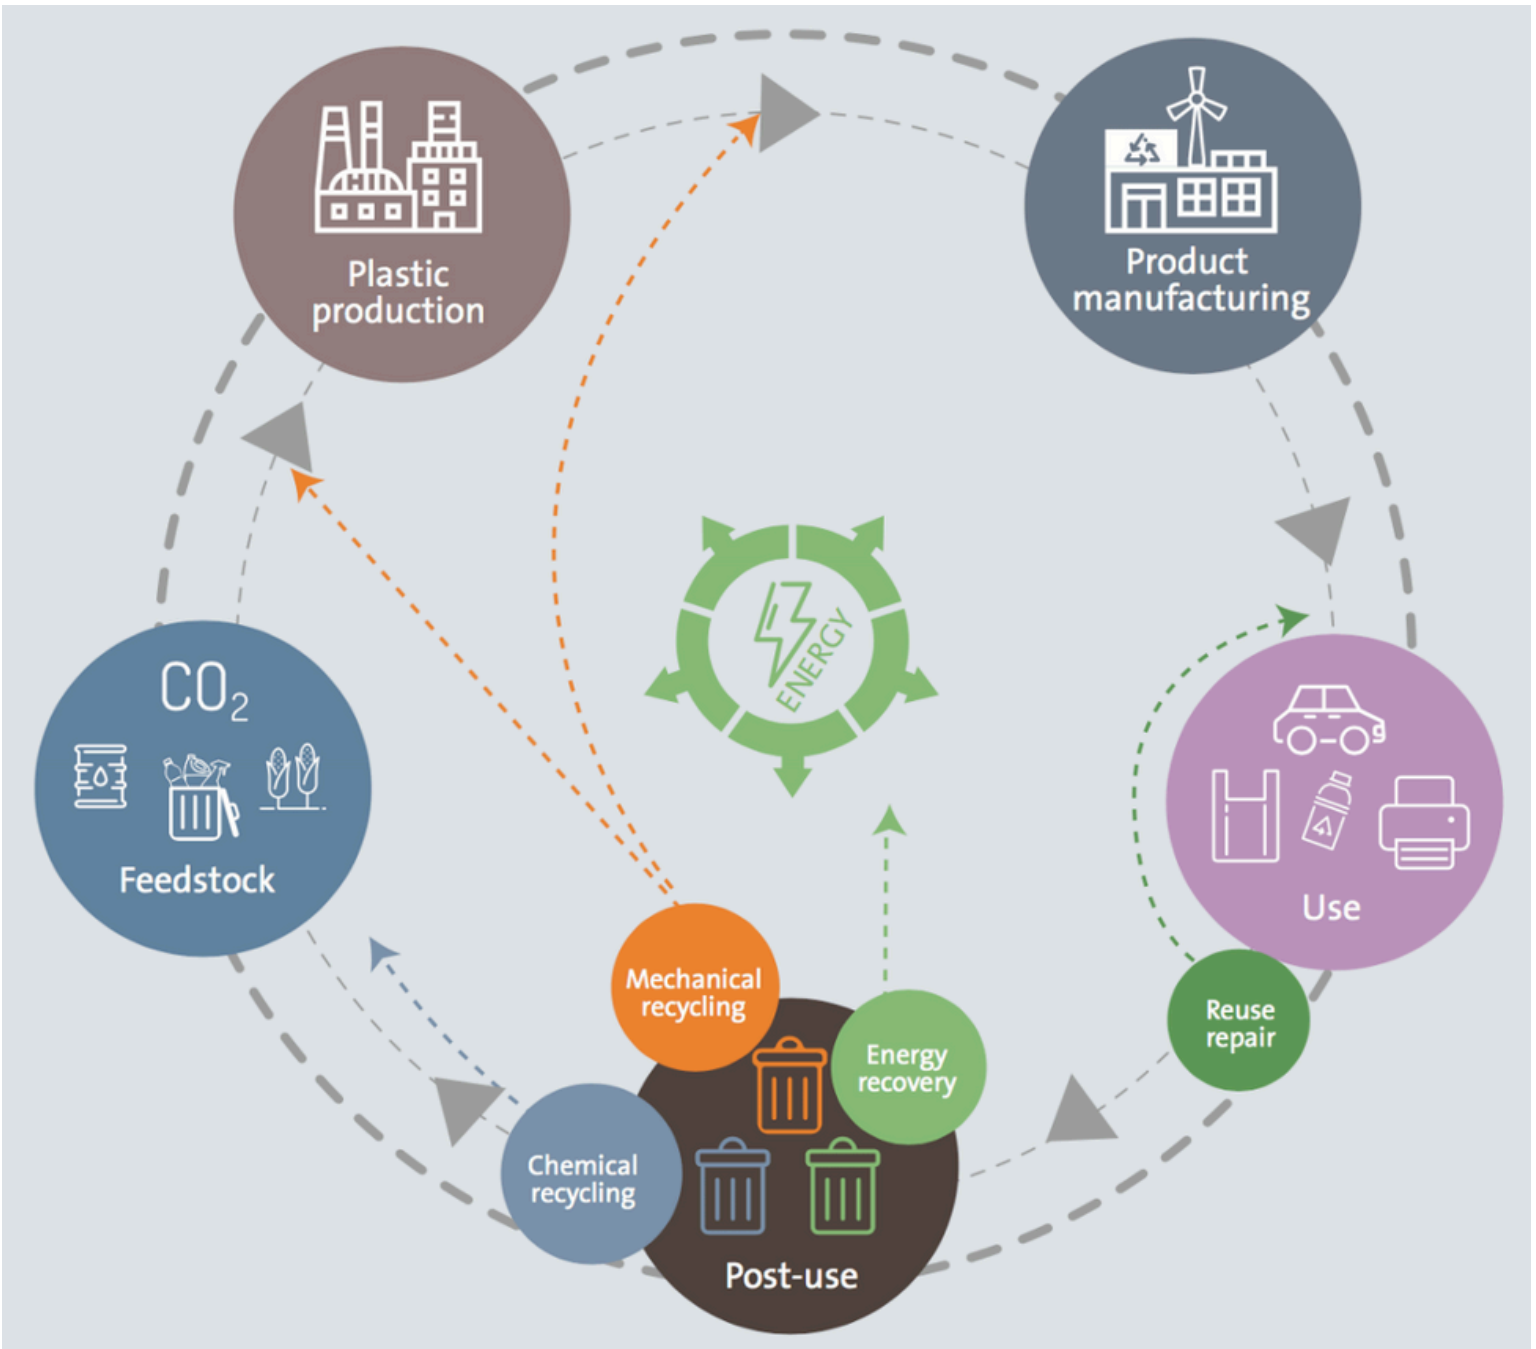 Plastic
production
Product
manufacturing
ENERGY
CO2
Feedstock
Use
Mechanical
recycling
Energy
recovery
Reuse
repair
Chemical
recycling
Post-use